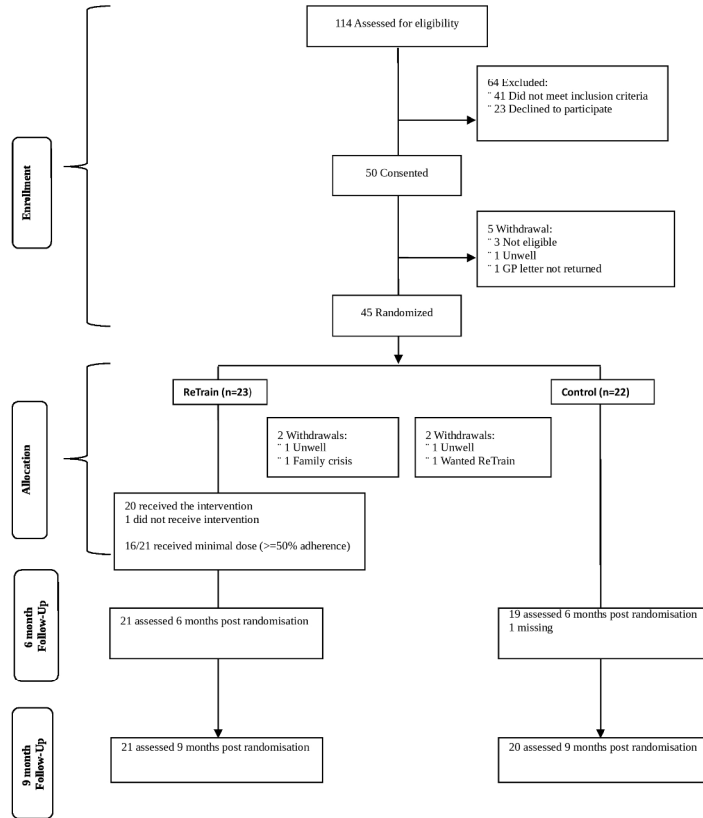 114 Assessed for eligibility
64 Excluded:
¨ 41 Did not meet inclusion criteria
¨ 23 Declined to participate
Enrollment
50 Consented
5 Withdrawal:
¨ 3 Not eligible
¨ 1 Unwell
¨ 1 GP letter not returned
45 Randomized
ReTrain (n=23)
Control (n=22)
2 Withdrawals:
¨ 1 Unwell
¨ 1 Family crisis
2 Withdrawals:
¨ 1 Unwell
¨ 1 Wanted ReTrain
Allocation
20 received the intervention
1 did not receive intervention
16/21 received minimal dose (>=50% adherence)
6 month
Follow-Up
21 assessed 6 months post randomisation
19 assessed 6 months post randomisation
1 missing
9 month
Follow-Up
21 assessed 9 months post randomisation
20 assessed 9 months post randomisation